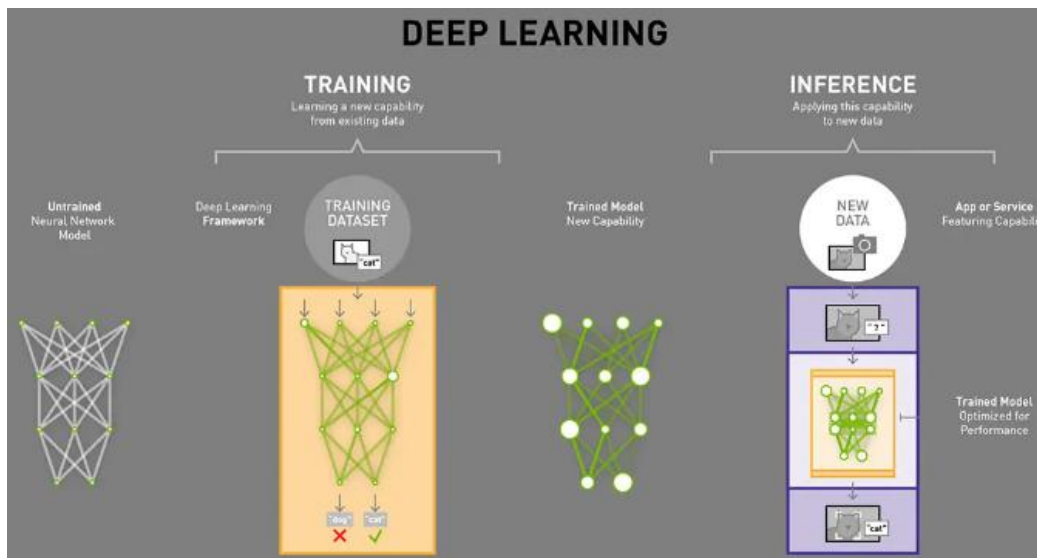 DEEP LEARNING
TRAINING
Learning a new capability
from existing data
INFERENCE
Applying this capability
to new data
Untrained
Neural Network
Model
Deep Learning
Framework
TRAINING
DATASET
"cat"
Trained Model
New Capability
NEW
DATA
App or Service
Featuring Capabili
"?"
Trained Model
Optimized for
Performance
"dog"
"cat"
"cat"